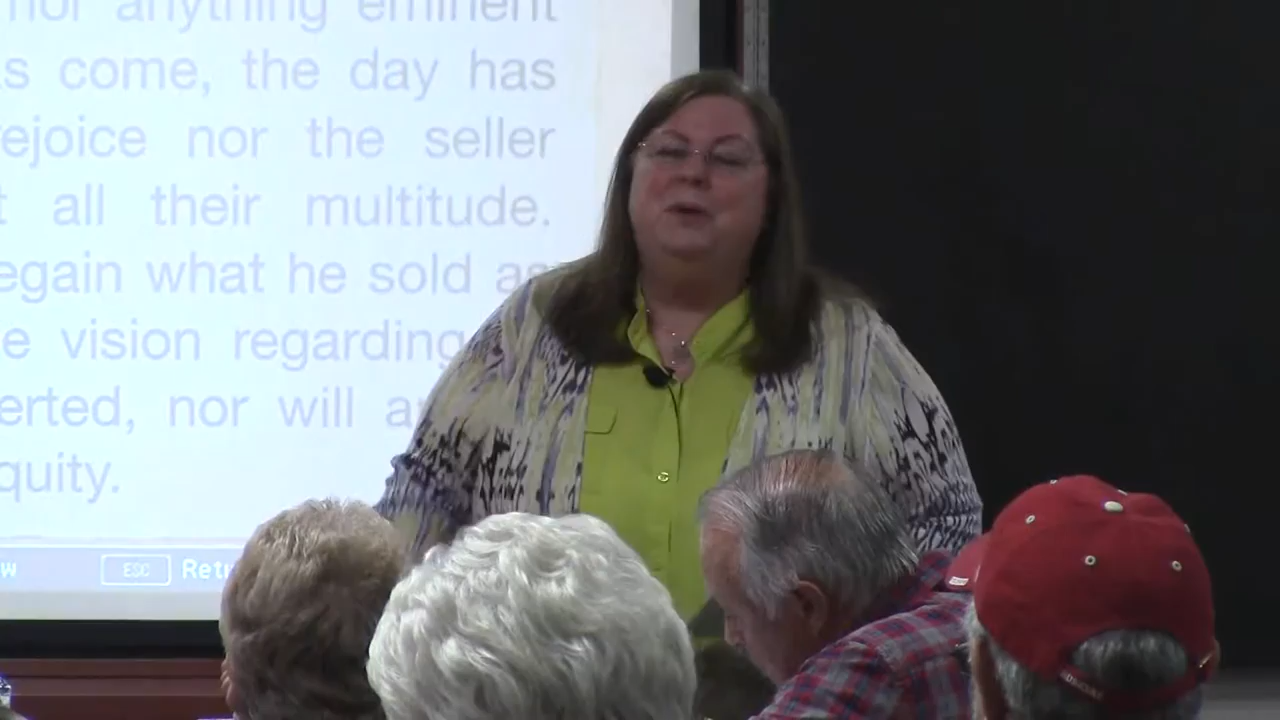 nor anything eminent
s come, the day has
ejoice nor the seller
t all their multitude.
egain what he sold as
e vision regarding
erted, nor will a
quity.
w ESC Retu